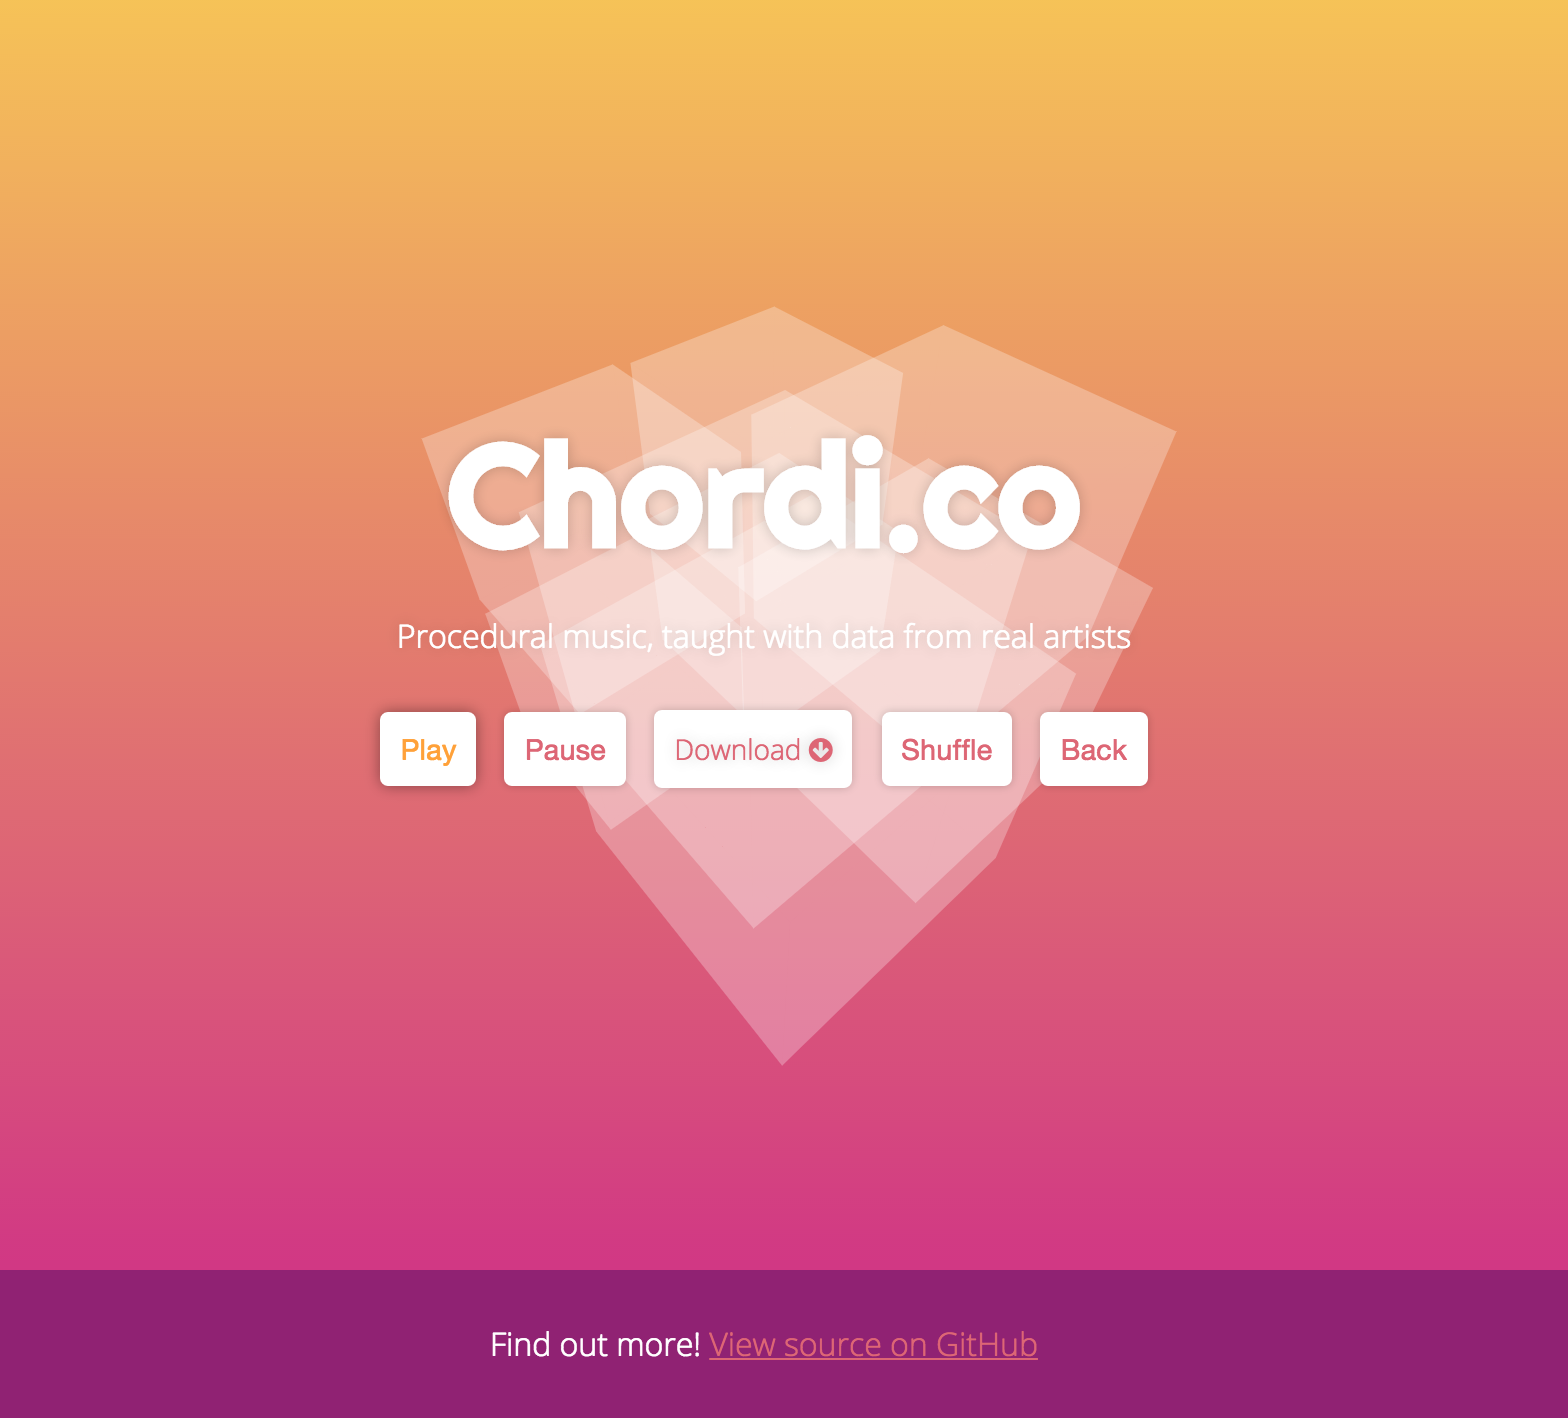 Chordi.co
Procedural music, taught with data from real artists
Play Pause Download Shuffle Back
Find out more! View source on GitHub